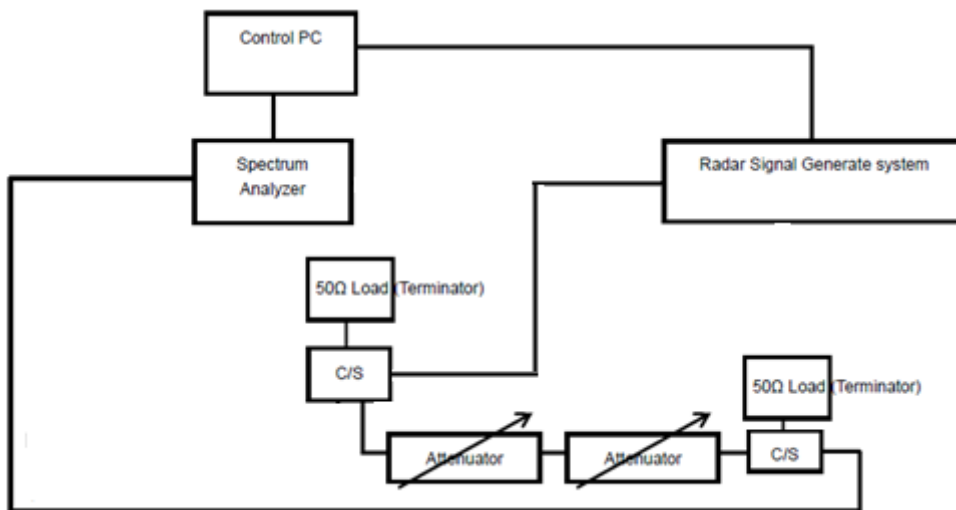 Control PC
Spectrum
Analyzer
Radar Signal Generate system
50Ω Load (Terminator)
C/S
50Ω Load (Terminator)
Attenuator
Attenuator
C/S